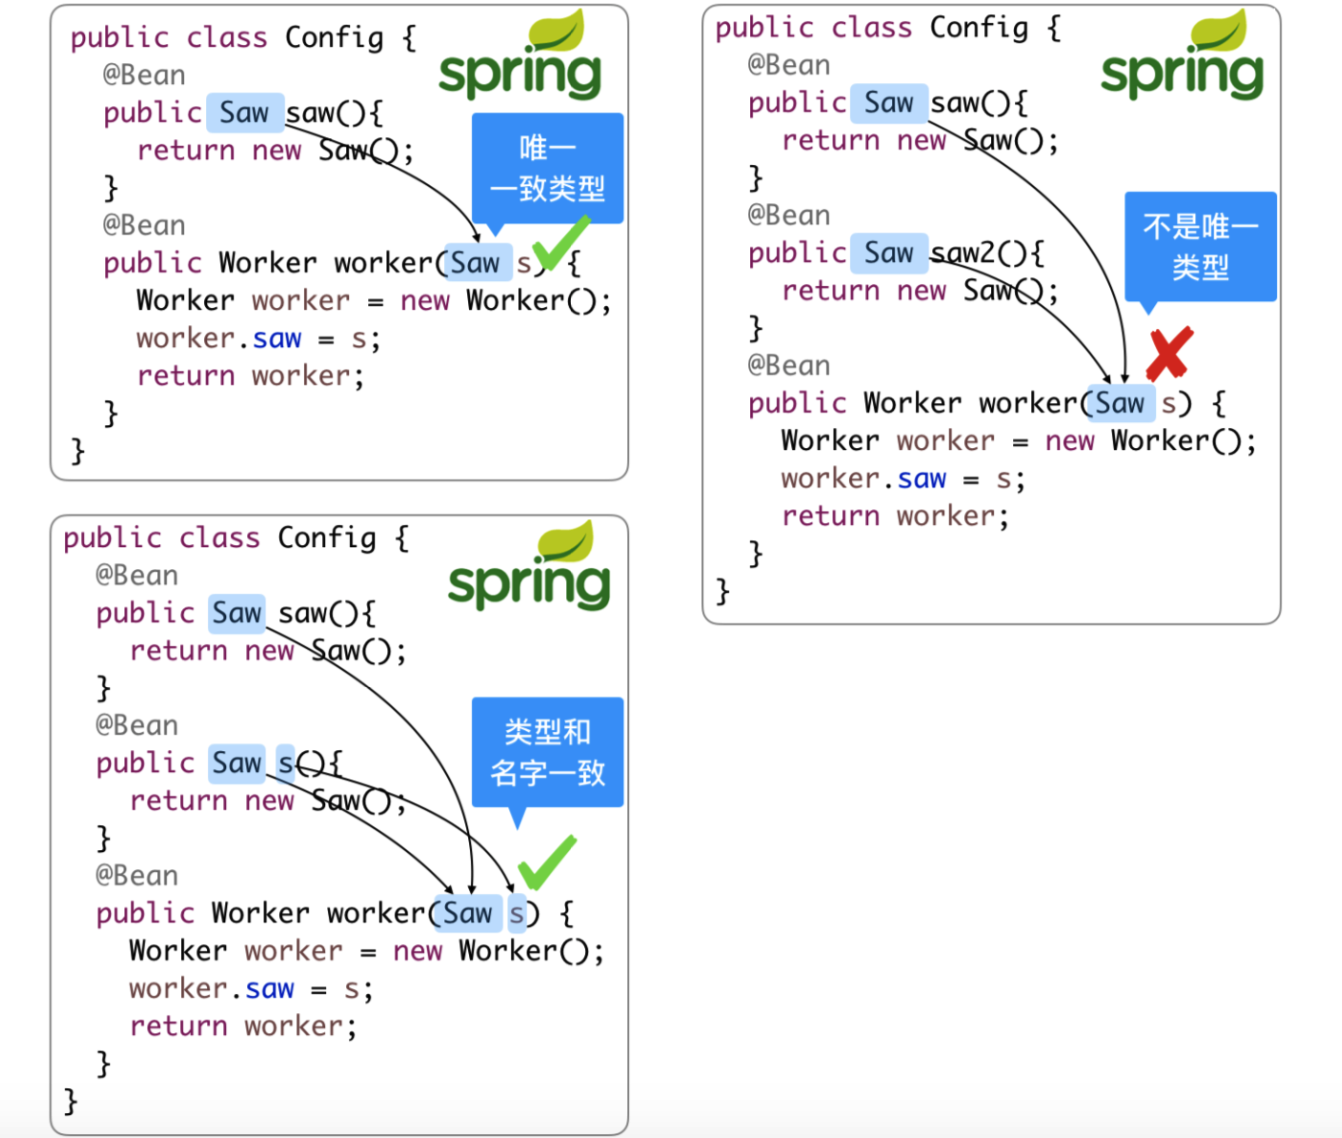 public class Config {
spring
@Bean
public Saw saw(){
return new Saw();
}
唯一
一致类型
@Bean
public Worker worker(Saw s) {
Worker worker = new Worker();
worker.saw = s;
return worker;
}
}
public class Config {
spring
@Bean
public Saw saw(){
return new Saw();
}
@Bean
public Saw saw2(){
return new Saw();
}
不是唯一
类型
@Bean
public Worker worker(Saw s) {
Worker worker = new Worker();
worker.saw = s;
return worker;
}
}
public class Config {
spring
@Bean
public Saw saw(){
return new Saw();
}
@Bean
public Saw s(){
return new Saw();
}
类型和
名字一致
@Bean
public Worker worker(Saw s) {
Worker worker = new Worker();
worker.saw = s;
return worker;
}
}